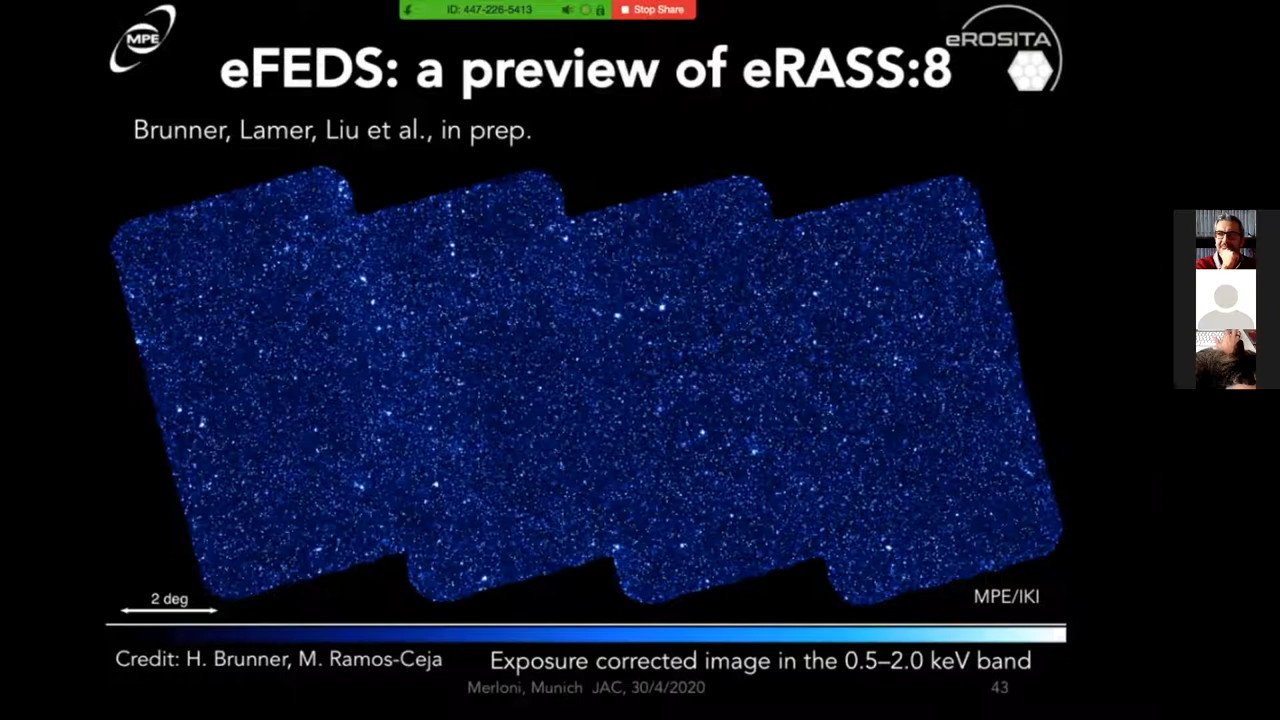 ID: 447-226-5413
Stop Share
MPE
eROSITA
eFEDS: a preview of eRASS:8
Brunner, Lamer, Liu et al., in prep.
2 deg
MPE/IKI
Credit: H. Brunner, M. Ramos-Ceja
Exposure corrected image in the 0.5–2.0 keV band
Merloni, Munich JAC, 30/4/2020
43